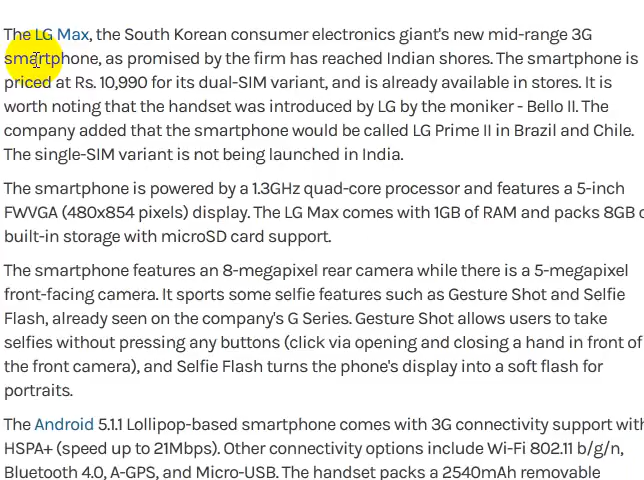 The LG Max, the South Korean consumer electronics giant's new mid-range 3G
smartphone, as promised by the firm has reached Indian shores. The smartphone is
priced at Rs. 10,990 for its dual-SIM variant, and is already available in stores. It is
worth noting that the handset was introduced by LG by the moniker - Bello II. The
company added that the smartphone would be called LG Prime II in Brazil and Chile.
The single-SIM variant is not being launched in India.
The smartphone is powered by a 1.3GHz quad-core processor and features a 5-inch
FWVGA (480x854 pixels) display. The LG Max comes with 1GB of RAM and packs 8GB
built-in storage with microSD card support.
The smartphone features an 8-megapixel rear camera while there is a 5-megapixel
front-facing camera. It sports some selfie features such as Gesture Shot and Selfie
Flash, already seen on the company's G Series. Gesture Shot allows users to take
selfies without pressing any buttons (click via opening and closing a hand in front of
the front camera), and Selfie Flash turns the phone's display into a soft flash for
portraits.
The Android 5.1.1 Lollipop-based smartphone comes with 3G connectivity support with
HSPA+ (speed up to 21Mbps). Other connectivity options include Wi-Fi 802.11 b/g/n,
Bluetooth 4.0, A-GPS, and Micro-USB. The handset packs a 2540mAh removable